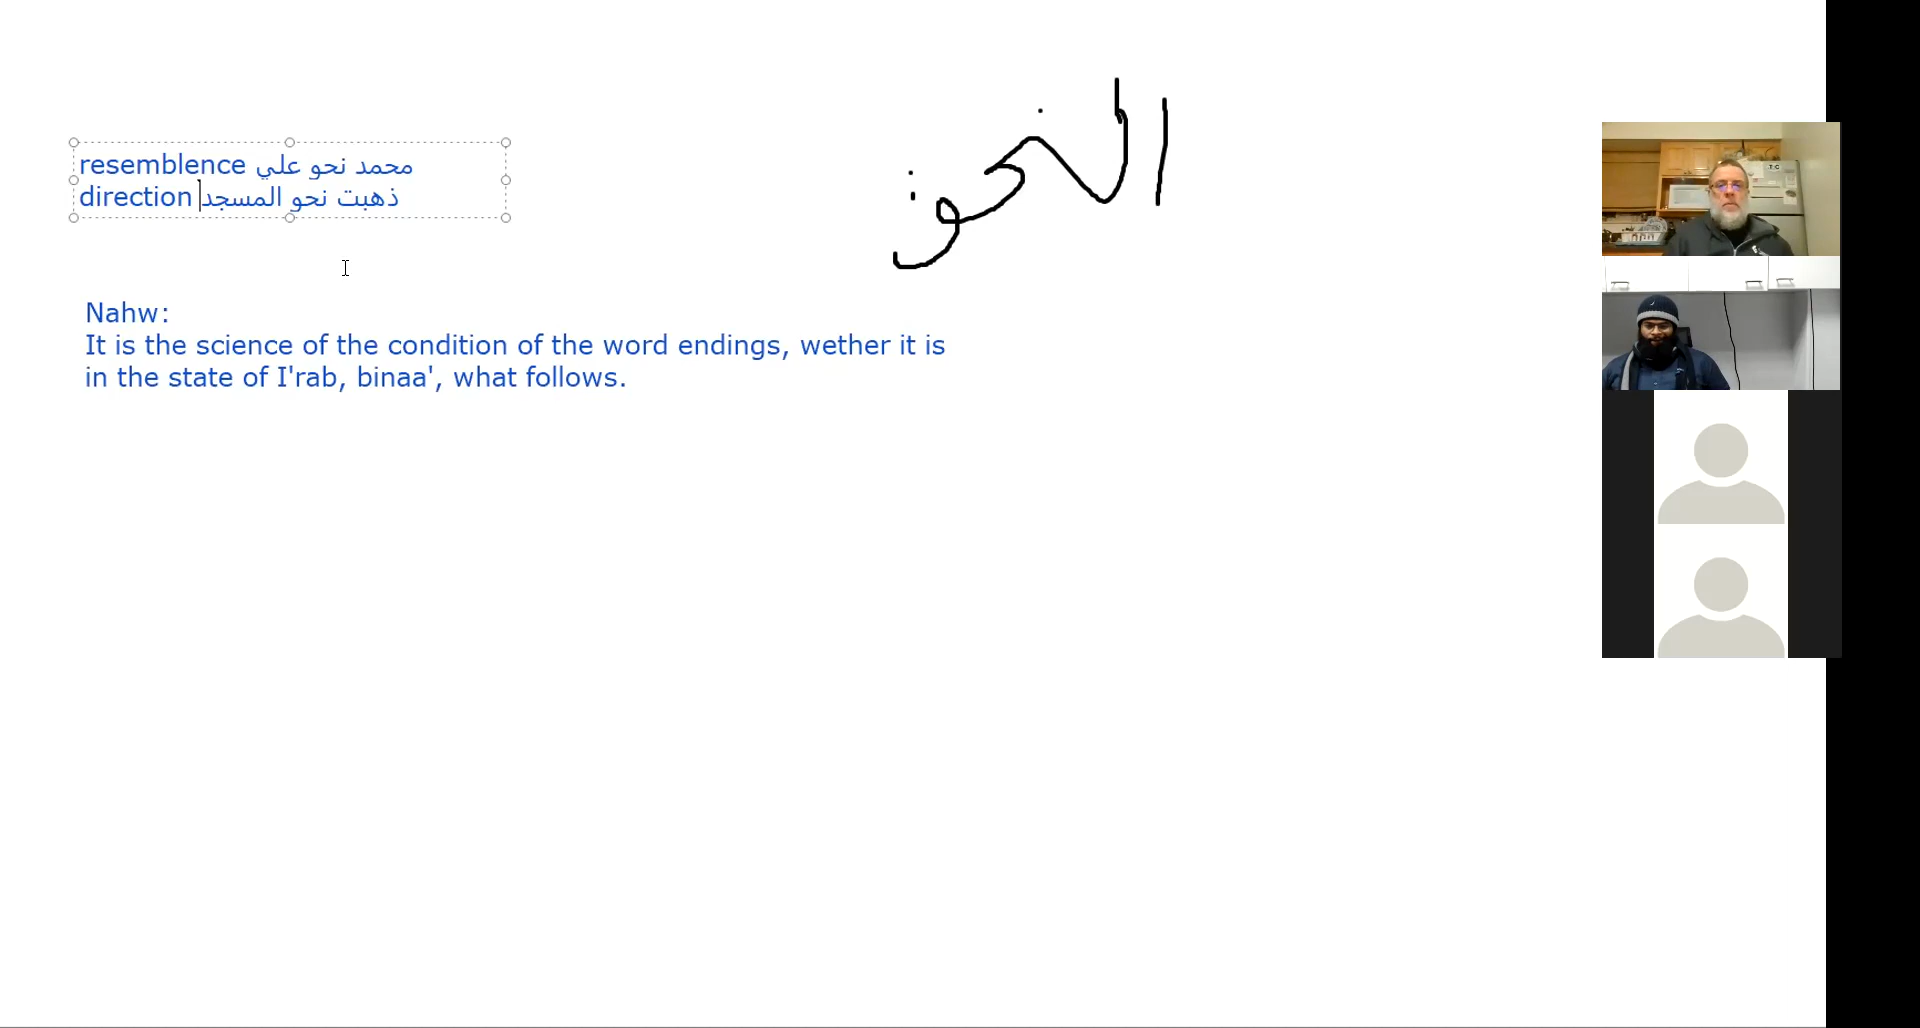 النحو:
resemblence محمد نحو علي
direction ذهبت نحو المسجد
Nahw:
It is the science of the condition of the word endings, wether it is
in the state of I'rab, binaa', what follows.